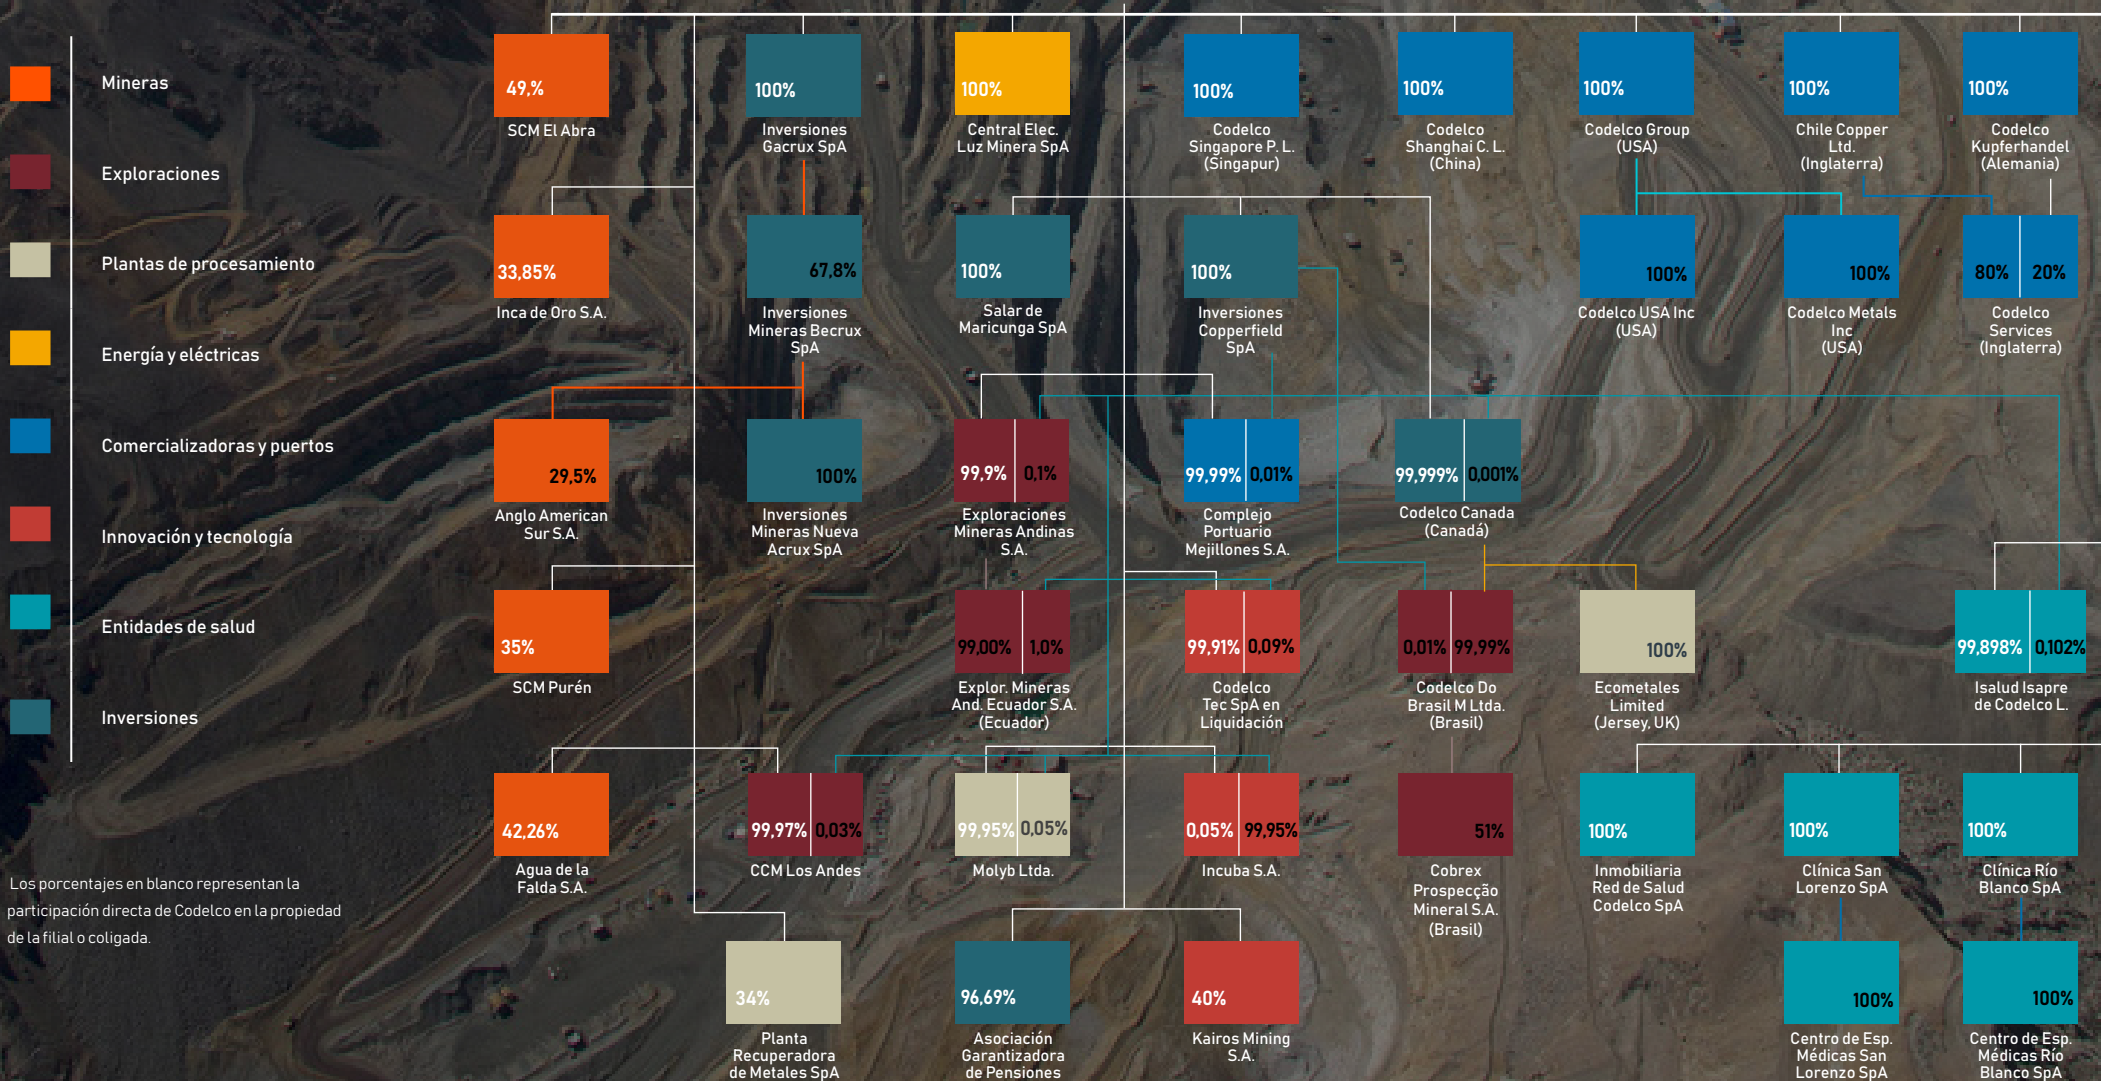 Mineras
Exploraciones
Plantas de procesamiento
Energía y eléctricas
Comercializadoras y puertos
Innovación y tecnología
Entidades de salud
Inversiones
Los porcentajes en blanco representan la
participación directa de Codelco en la propiedad
de la filial o coligada.
49,%
SCM El Abra
100%
Inversiones
Gacrux SpA
100%
Central Elec.
Luz Minera SpA
100%
Codelco
Singapore P. L.
(Singapur)
100%
Codelco
Shanghai C. L.
(China)
100%
Codelco Group
(USA)
100%
Chile Copper
Ltd.
(Inglaterra)
100%
Codelco
Kupferhandel
(Alemania)
33,85%
Inca de Oro S.A.
67,8%
Inversiones
Mineras Becrux
SpA
100%
Salar de
Maricunga SpA
100%
Inversiones
Copperfield
SpA
100%
Codelco USA Inc
(USA)
100%
Codelco Metals
Inc
(USA)
80% 20%
Codelco
Services
(Inglaterra)
29,5%
Anglo American
Sur S.A.
100%
Inversiones
Mineras Nueva
Acrux SpA
99,9% 0,1%
Exploraciones
Mineras Andinas
S.A.
99,99% 0,01%
Complejo
Portuario
Mejillones S.A.
99,999% 0,001%
Codelco Canada
(Canadá)
35%
SCM Purén
99,00% 1,0%
Explor. Mineras
And. Ecuador S.A.
(Ecuador)
99,91% 0,09%
Codelco
Tec SpA en
Liquidación
0,01% 99,99%
Codelco Do
Brasil M Ltda.
(Brasil)
100%
Ecometales
Limited
(Jersey, UK)
99,898% 0,102%
Isalud Isapre
de Codelco L.
42,26%
Agua de la
Falda S.A.
99,97% 0,03%
CCM Los Andes
99,95% 0,05%
Molyb Ltda.
0,05% 99,95%
Incuba S.A.
51%
Cobrex
Prospecção
Mineral S.A.
(Brasil)
100%
Inmobiliaria
Red de Salud
Codelco SpA
100%
Clínica San
Lorenzo SpA
100%
Clínica Río
Blanco SpA
34%
Planta
Recuperadora
de Metales SpA
96,69%
Asociación
Garantizadora
de Pensiones
40%
Kairos Mining
S.A.
100%
Centro de Esp.
Médicas San
Lorenzo SpA
100%
Centro de Esp.
Médicas Río
Blanco SpA